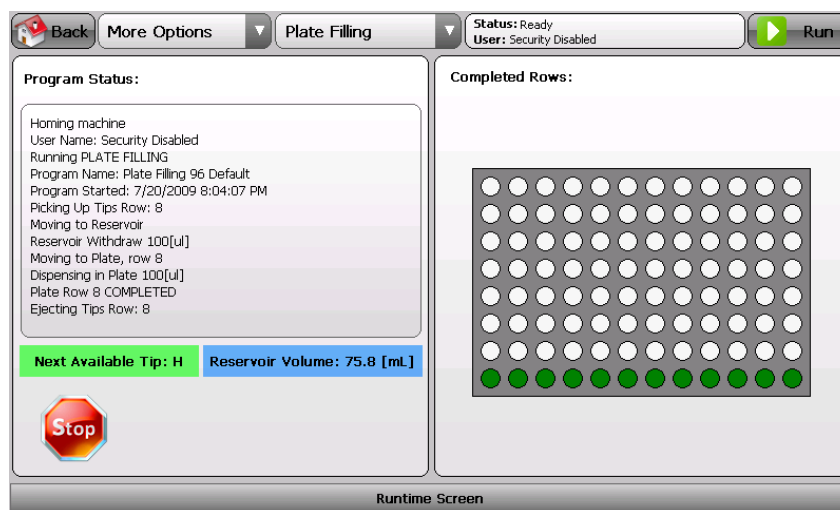 Back
More Options
Plate Filling
Status: Ready
User: Security Disabled
Run
Program Status:
Homing machine
User Name: Security Disabled
Running PLATE FILLING
Program Name: Plate Filling 96 Default
Program Started: 7/20/2009 8:04:07 PM
Picking Up Tips Row: 8
Moving to Reservoir
Reservoir Withdraw 100[ul]
Moving to Plate, row 8
Dispensing in Plate 100[ul]
Plate Row 8 COMPLETED
Ejecting Tips Row: 8
Next Available Tip: H
Reservoir Volume: 75.8 [mL]
Stop
Completed Rows:
Runtime Screen